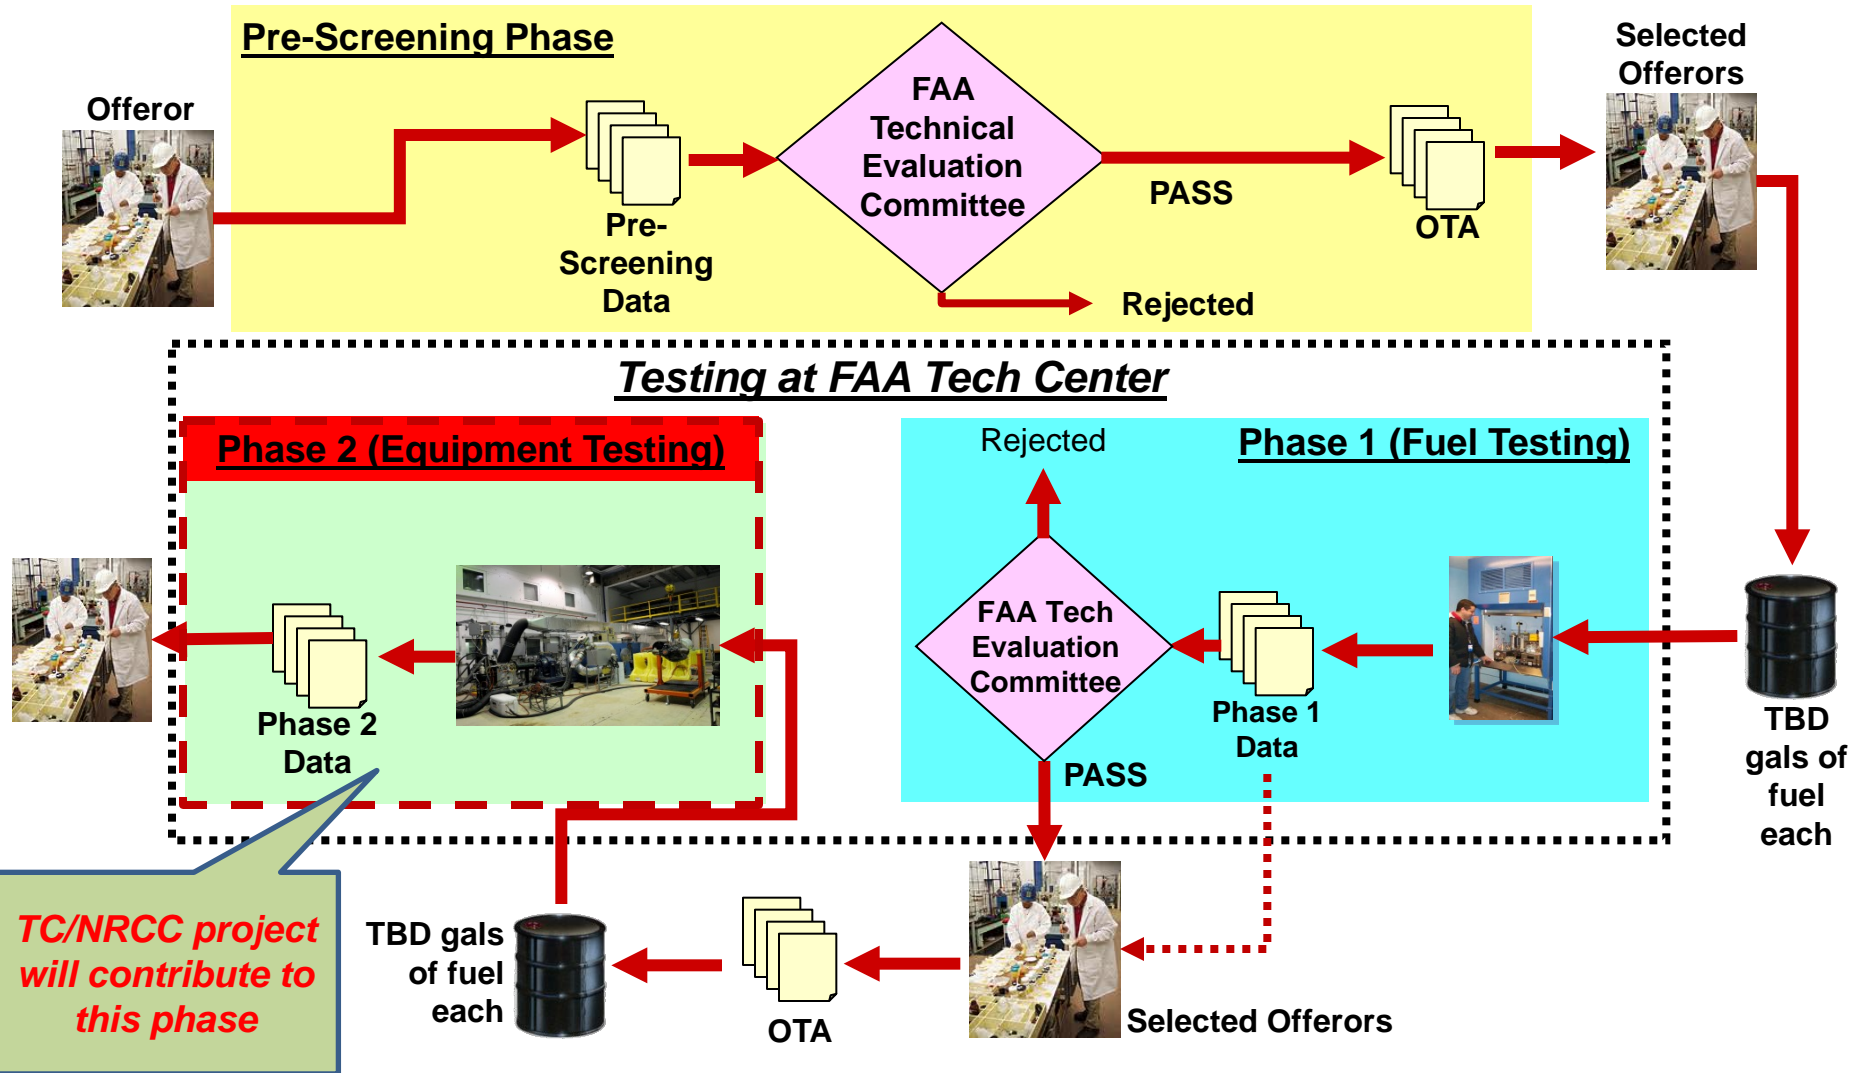 Pre-Screening Phase
Offeror
Pre-
Screening
Data
FAA
Technical
Evaluation
Committee
PASS
Rejected
OTA
Selected
Offerors
Testing at FAA Tech Center
Phase 2 (Equipment Testing)
Phase 2
Data
Phase 1 (Fuel Testing)
Rejected
FAA Tech
Evaluation
Committee
Phase 1
Data
PASS
TBD
gals of
fuel
each
TC/NRCC project
will contribute to
this phase
TBD gals
of fuel
each
OTA
Selected Offerors